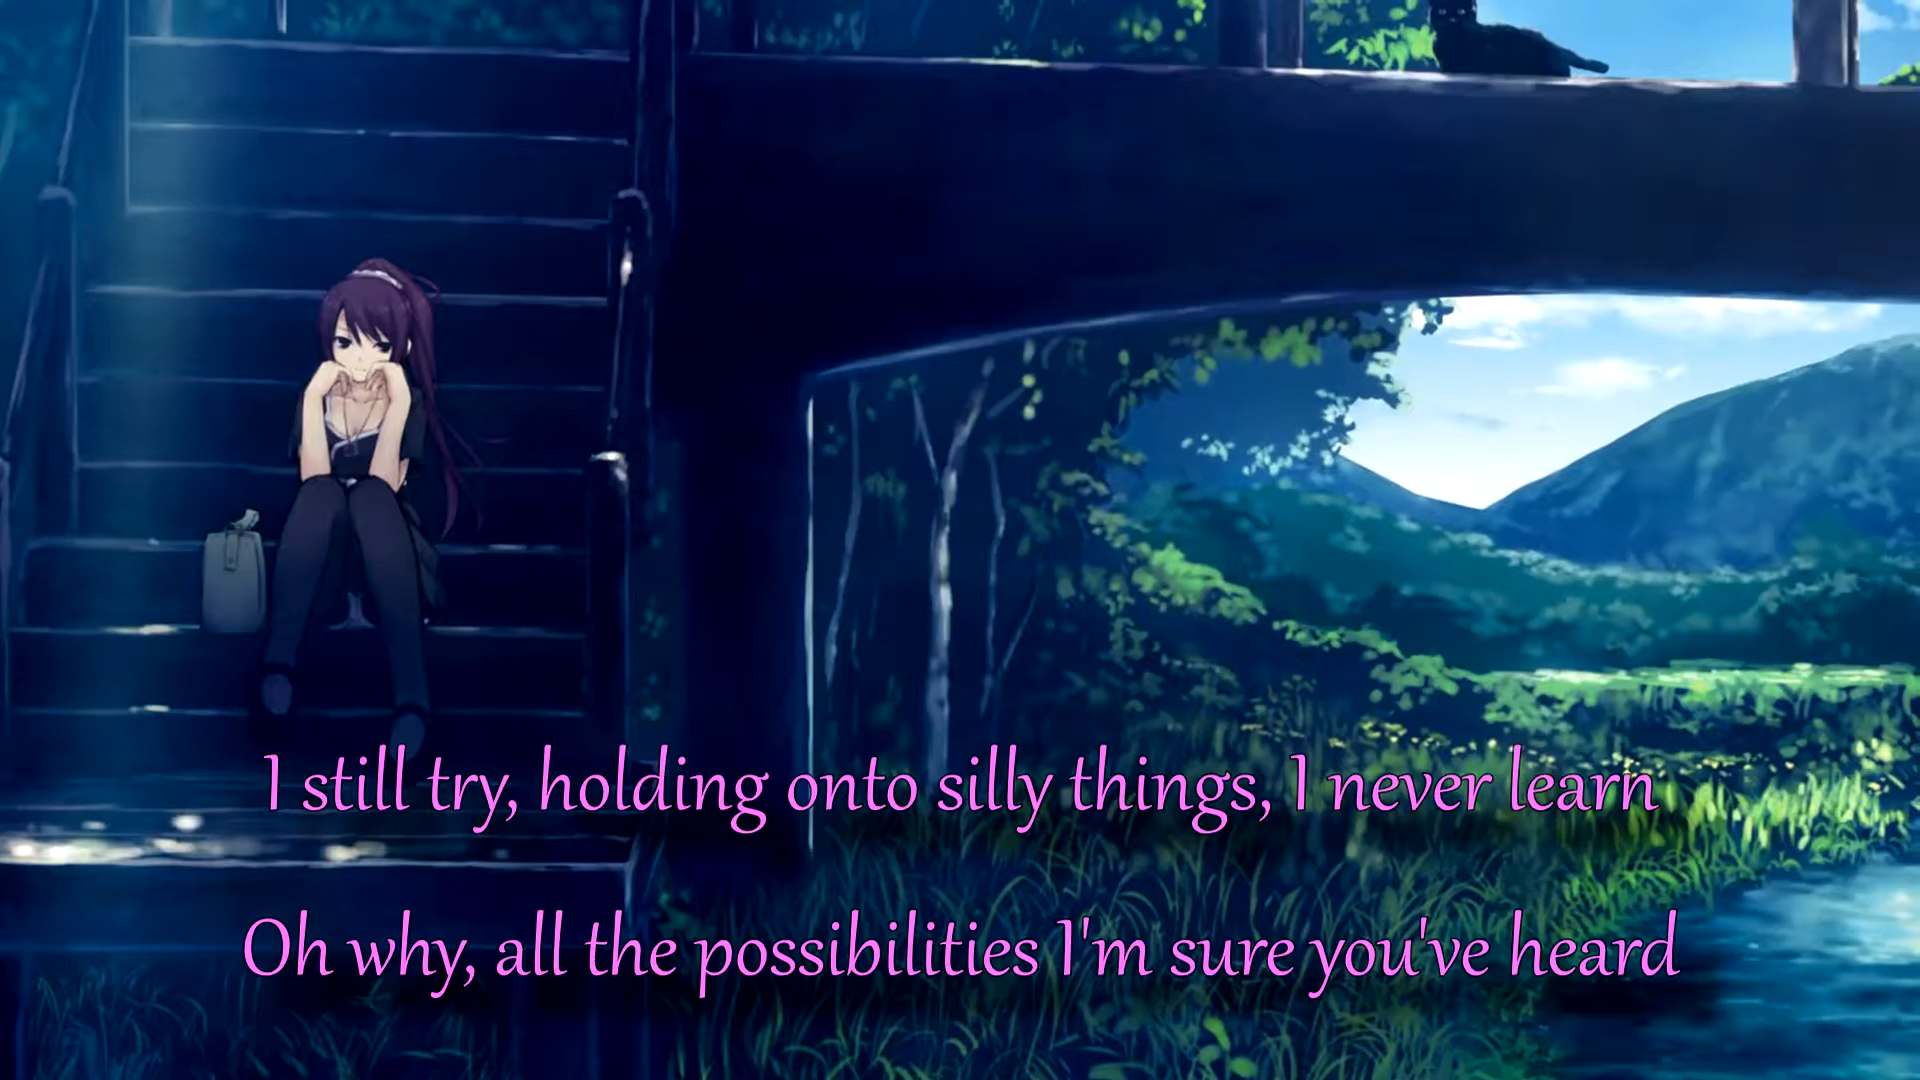 I still try, holding onto silly things, I never learn
Oh why, all the possibilities I'm sure you've heard